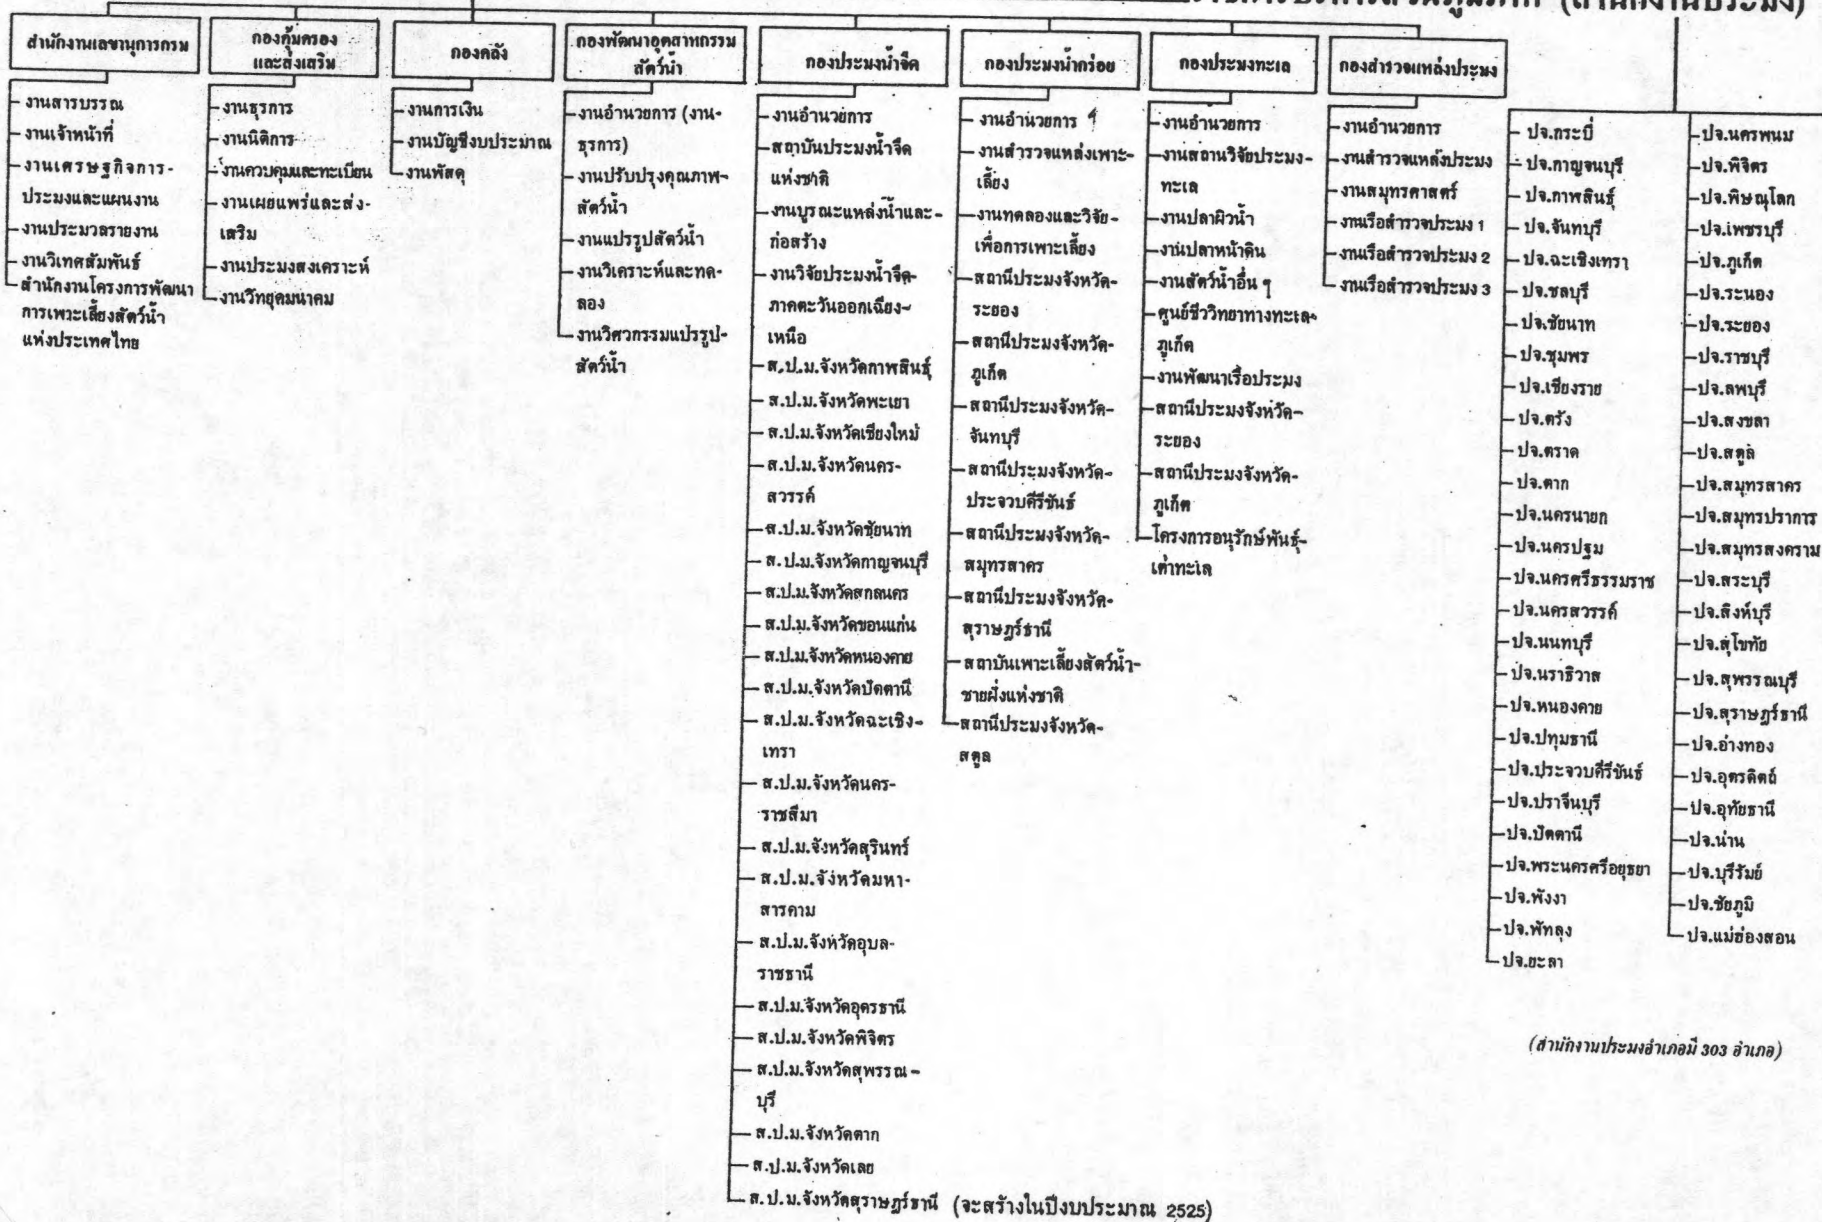 (สำนักงานประมง)
สำนักงานเลขานุการกรม
งานสารบรรณ
งานเจ้าหน้าที่
งานเศรษฐกิจการ-
ประมงและแผนงาน
งานประมวลรายงาน
งานวิเทศสัมพันธ์
สำนักงานโครงการพัฒนา
การเพาะเลี้ยงสัตว์น้ำ
แห่งประเทศไทย
กองคุ้มครอง
และส่งเสริม
งานธุรการ
งานนิติการ
งานควบคุมและทะเบียน
งานเผยแพร่และส่ง-
เสริม
งานประมงสงเคราะห์
งานวิทยุคมนาคม
กองคลัง
งานการเงิน
งานบัญชีงบประมาณ
งานพัสดุ
กองพัฒนาอุตสาหกรรม
สัตว์น้ำ
งานอำนวยการ (งาน-
ธุรการ)
งานปรับปรุงคุณภาพ-
สัตว์น้ำ
งานแปรรูปสัตว์น้ำ
งานวิเคราะห์และทด-
ลอง
งานวิศวกรรมแปรรูป-
สัตว์น้ำ
กองประมงน้ำจืด
งานอำนวยการ
สถาบันประมงน้ำจืด
แห่งชาติ
งานบูรณะแหล่งน้ำและ-
ก่อสร้าง
งานวิจัยประมงน้ำจืด-
ภาคตะวันออกเฉียง-
เหนือ
ส.ป.ม.จังหวัดกาฬสินธุ์
ส.ป.ม.จังหวัดพะเยา
ส.ป.ม.จังหวัดเชียงใหม่
ส.ป.ม.จังหวัดนคร-
สวรรค์
ส.ป.ม.จังหวัดชัยนาท
ส.ป.ม.จังหวัดกาญจนบุรี
ส.ป.ม.จังหวัดสกลนคร
ส.ป.ม.จังหวัดขอนแก่น
ส.ป.ม.จังหวัดหนองคาย
ส.ป.ม.จังหวัดปัตตานี
ส.ป.ม.จังหวัดฉะเชิง-
เทรา
ส.ป.ม.จังหวัดนคร-
ราชสีมา
ส.ป.ม.จังหวัดสุรินทร์
ส.ป.ม.จังหวัดมหา-
สารคาม
ส.ป.ม.จังหวัดอุบล-
ราชธานี
ส.ป.ม.จังหวัดอุดรธานี
ส.ป.ม.จังหวัดพิจิตร
ส.ป.ม.จังหวัดสุพรรณ-
บุรี
ส.ป.ม.จังหวัดตาก
ส.ป.ม.จังหวัดเลย
ส.ป.ม.จังหวัดสุราษฎร์ธานี (จะสร้างในปีงบประมาณ 2525)
กองประมงน้ำกร่อย
งานอำนวยการ ๆ
งานสำรวจแหล่งเพาะ-
เลี้ยง
งานทดลองและวิจัย-
เพื่อการเพาะเลี้ยง
สถานีประมงจังหวัด-
ระยอง
สถานีประมงจังหวัด-
ภูเก็ต
สถานีประมงจังหวัด-
จันทบุรี
สถานีประมงจังหวัด-
ประจวบคีรีขันธ์
สถานีประมงจังหวัด-
สมุทรสาคร
สถานีประมงจังหวัด-
สุราษฎร์ธานี
สถาบันเพาะเลี้ยงสัตว์น้ำ-
ชายฝั่งแห่งชาติ
สถานีประมงจังหวัด-
สตูล
กองประมงทะเล
งานอำนวยการ
งานสถานวิจัยประมง-
ทะเล
งานปลาผิวน้ำ
งานปลาหน้าดิน
งานสัตว์น้ำอื่น ๆ
ศูนย์ชีววิทยาทางทะเล-
ภูเก็ต
งานพัฒนาเรือประมง
สถานีประมงจังหวัด-
ระยอง
สถานีประมงจังหวัด-
ภูเก็ต
โครงการอนุรักษ์พันธุ์-
เต่าทะเล
กองสำรวจแหล่งประมง
งานอำนวยการ
งานสำรวจแหล่งประมง
งานสมุทรศาสตร์
งานเรือสำรวจประมง 1
งานเรือสำรวจประมง 2
งานเรือสำรวจประมง 3
ปจ.กระบี่
ปจ.กาญจนบุรี
ปจ.กาฬสินธุ์
ปจ.จันทบุรี
ปจ.ฉะเชิงเทรา
ปจ.ชลบุรี
ปจ.ชัยนาท
ปจ.ชุมพร
ปจ.เชียงราย
ปจ.ตรัง
ปจ.ตราด
ปจ.ตาก
ปจ.นครนายก
ปจ.นครปฐม
ปจ.นครศรีธรรมราช
ปจ.นครสวรรค์
ปจ.นนทบุรี
ปจ.นราธิวาส
ปจ.หนองคาย
ปจ.ปทุมธานี
ปจ.ประจวบคีรีขันธ์
ปจ.ปราจีนบุรี
ปจ.ปัตตานี
ปจ.พระนครศรีอยุธยา
ปจ.พังงา
ปจ.พัทลุง
ปจ.ยะลา
ปจ.นครพนม
ปจ.พิจิตร
ปจ.พิษณุโลก
ปจ.เพชรบุรี
ปจ.ภูเก็ต
ปจ.ระนอง
ปจ.ระยอง
ปจ.ราชบุรี
ปจ.ลพบุรี
ปจ.สงขลา
ปจ.สตูล
ปจ.สมุทรสาคร
ปจ.สมุทรปราการ
ปจ.สมุทรสงคราม
ปจ.สระบุรี
ปจ.สิงห์บุรี
ปจ.สุโขทัย
ปจ.สุพรรณบุรี
ปจ.สุราษฎร์ธานี
ปจ.อ่างทอง
ปจ.อุตรดิตถ์
ปจ.อุทัยธานี
ปจ.น่าน
ปจ.บุรีรัมย์
ปจ.ชัยภูมิ
ปจ.แม่ฮ่องสอน
(สำนักงานประมงอำเภอมี 303 อำเภอ)